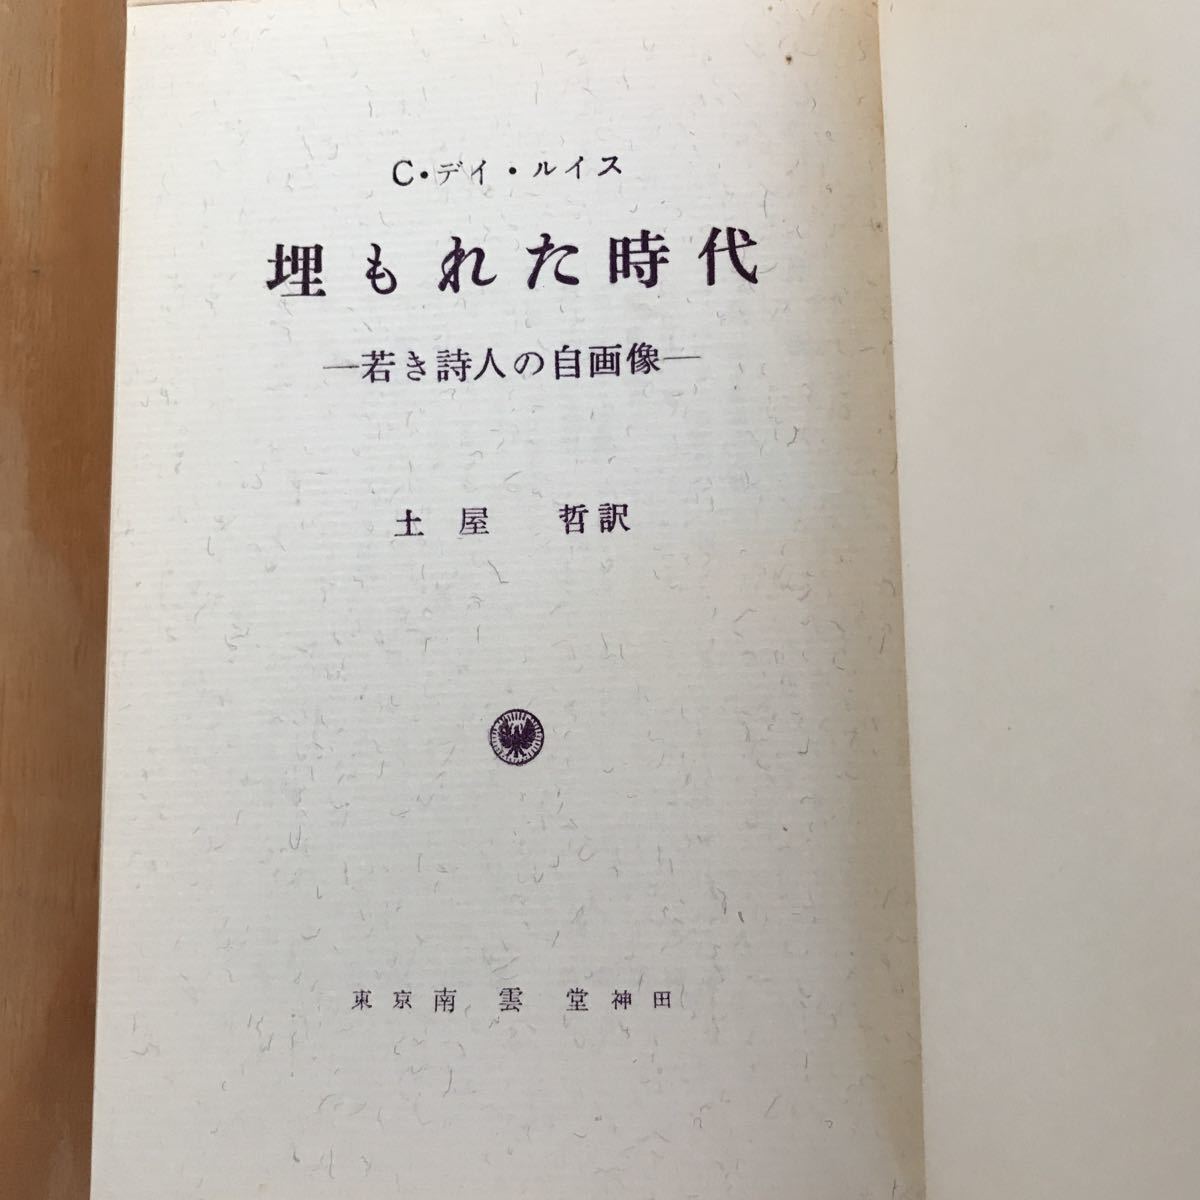 C・デイ・ルイス
埋もれた時代
—若き詩人の自画像—
土屋 哲訳
東京 南雲堂 神田